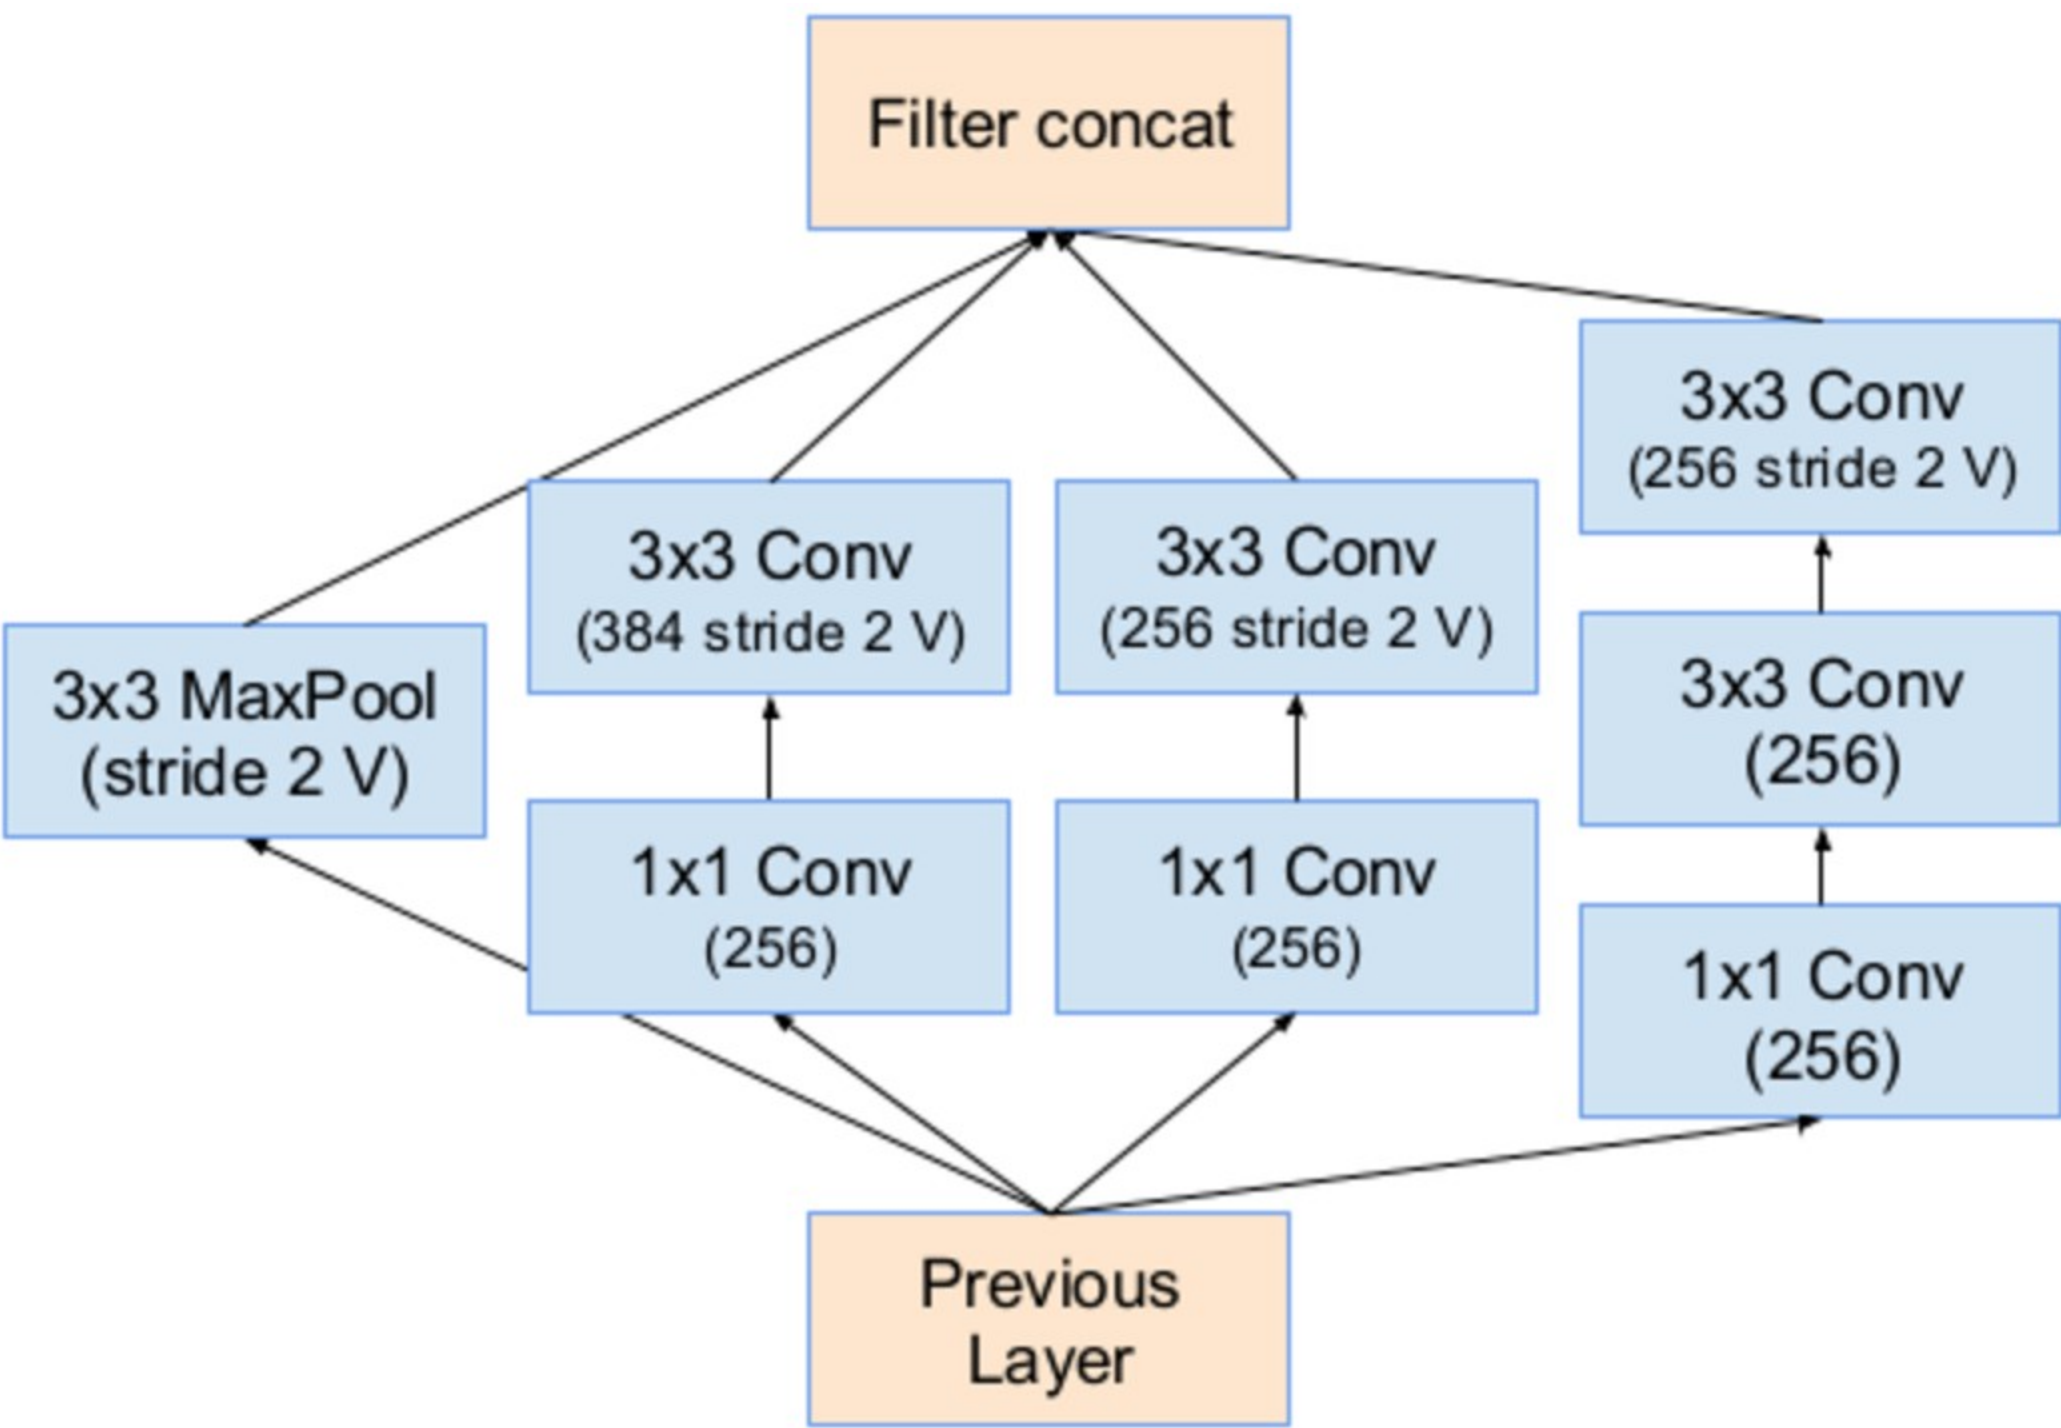 Filter concat
3x3 Conv
(256 stride 2 V)
3x3 Conv
(384 stride 2 V)
3x3 Conv
(256 stride 2 V)
3x3 MaxPool
(stride 2 V)
3x3 Conv
(256)
1x1 Conv
(256)
1x1 Conv
(256)
1x1 Conv
(256)
Previous
Layer